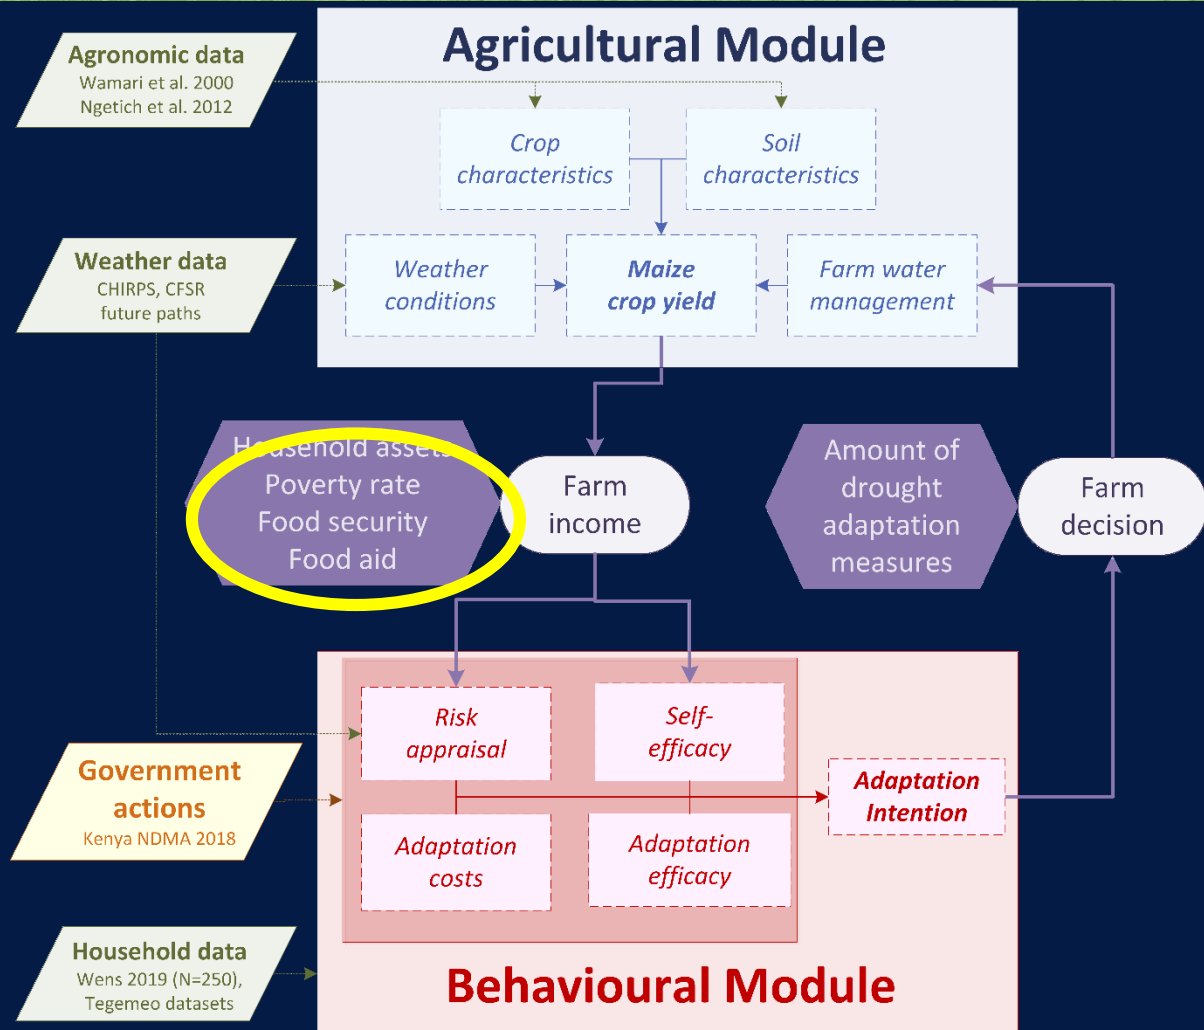 Agricultural Module
Agronomic data
Wamari et al. 2000
Ngetich et al. 2012
Crop
characteristics
Soil
characteristics
Weather data
CHIRPS, CFSR
future paths
Weather
conditions
Maize
crop yield
Farm water
management
Household assets
Poverty rate
Food security
Food aid
Farm
income
Amount of
drought
adaptation
measures
Farm
decision
Risk
appraisal
Self-
efficacy
Government
actions
Kenya NDMA 2018
Adaptation
Intention
Adaptation
costs
Adaptation
efficacy
Household data
Wens 2019 (N=250),
Tegemeo datasets
Behavioural Module